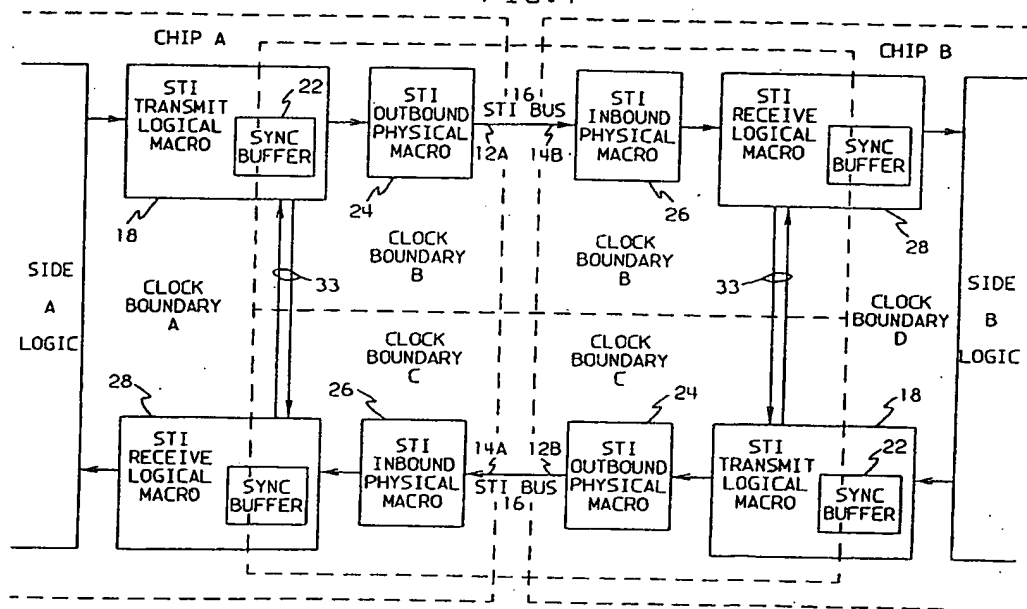 CHIP A
CHIP B
STI
TRANSMIT
LOGICAL
MACRO
22
SYNC
BUFFER
18
STI
OUTBOUND
PHYSICAL
MACRO
24
16
STI BUS
12A
14B
STI
INBOUND
PHYSICAL
MACRO
26
STI
RECEIVE
LOGICAL
MACRO
SYNC
BUFFER
28
SIDE
A
LOGIC
CLOCK
BOUNDARY
A
33
CLOCK
BOUNDARY
B
CLOCK
BOUNDARY
B
33
CLOCK
BOUNDARY
D
SIDE
B
LOGIC
CLOCK
BOUNDARY
C
CLOCK
BOUNDARY
C
28
STI
RECEIVE
LOGICAL
MACRO
SYNC
BUFFER
26
STI
INBOUND
PHYSICAL
MACRO
14A
12B
STI BUS
16
24
STI
OUTBOUND
PHYSICAL
MACRO
18
STI
TRANSMIT
LOGICAL
MACRO
22
SYNC
BUFFER